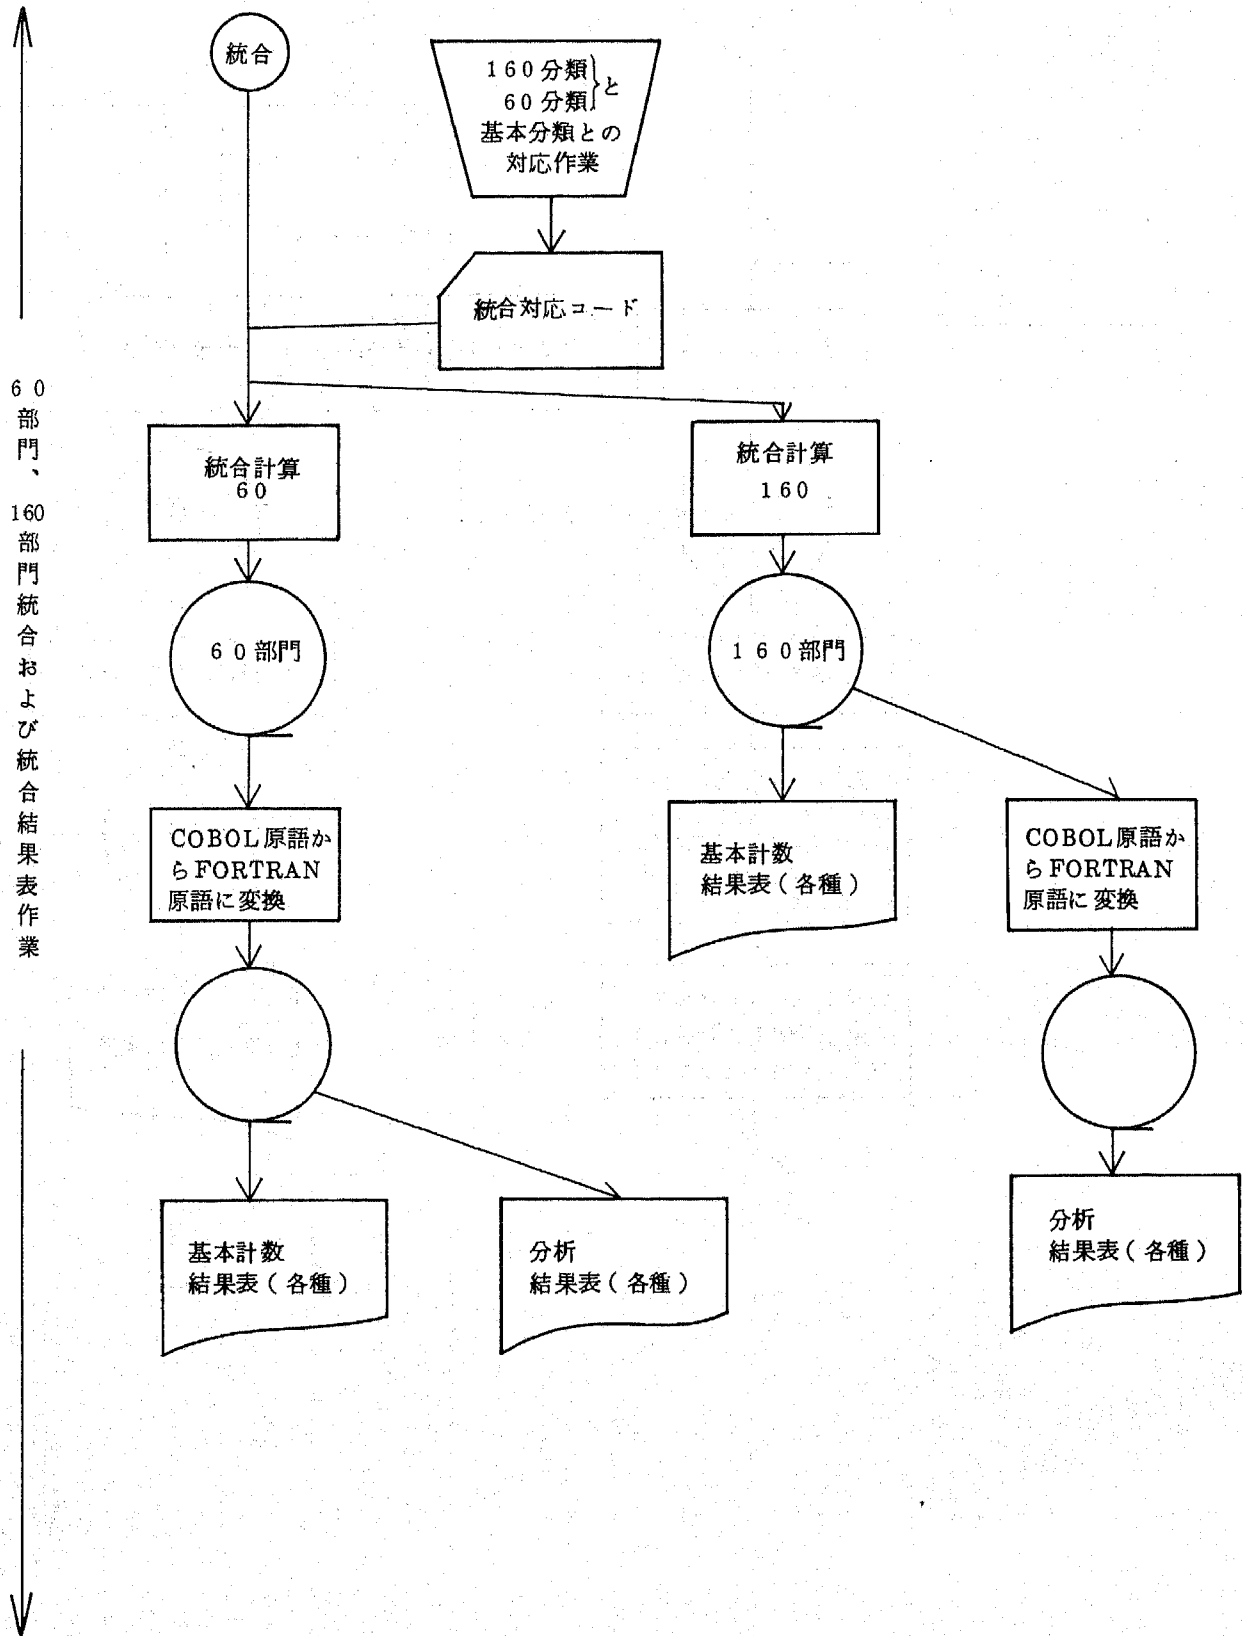 統合
160分類
60分類}と
基本分類との
対応作業
統合対応コード
60部門、160部門統合および統合結果表作業
統合計算
60
統合計算
160
60部門
160部門
COBOL原語か
らFORTRAN
原語に変換
基本計数
結果表(各種)
COBOL原語か
らFORTRAN
原語に変換
基本計数
結果表(各種)
分析
結果表(各種)
分析
結果表(各種)